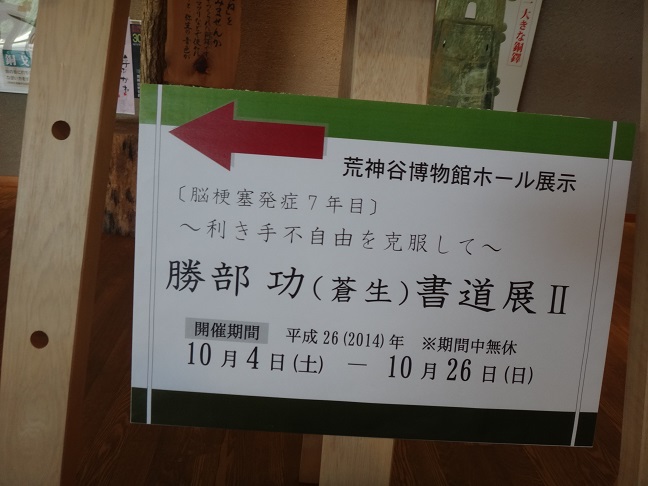 荒神谷博物館ホール展示
〔脳梗塞発症7年目〕
～利き手不自由を克服して～
勝部 功(蒼生)書道展Ⅱ
開催期間 平成26(2014)年 ※期間中無休
10月4日(土) ― 10月26日(日)
大きな銅鐸